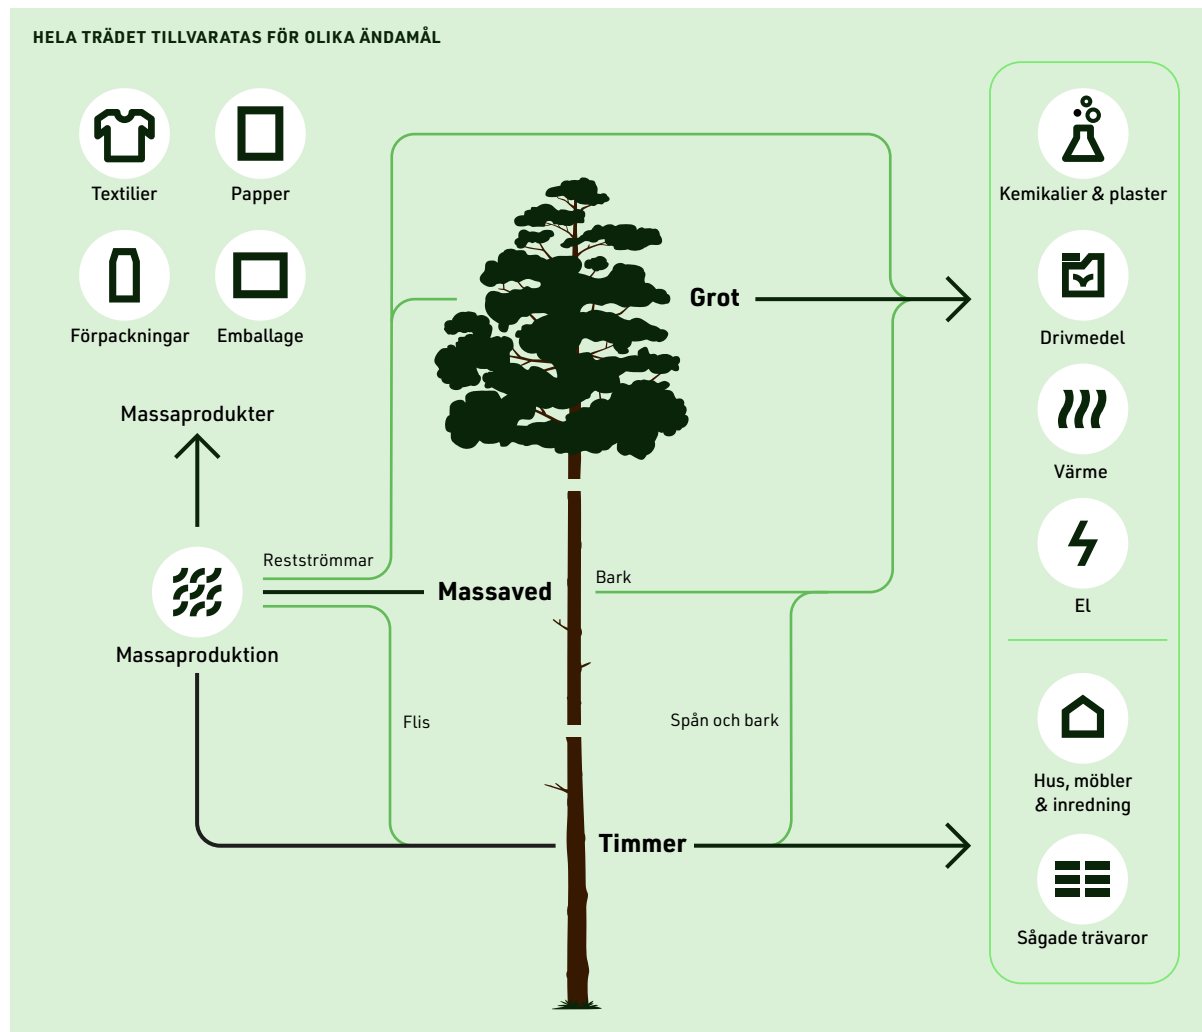 HELA TRÄDET TILLVARATAS FÖR OLIKA ÄNDAMÅL
Textilier
Papper
Förpackningar
Emballage
Massaprodukter
Restströmmar
Massaproduktion
Flis
Grot
Massaved
Bark
Spån och bark
Timmer
Kemikalier & plaster
Drivmedel
Värme
El
Hus, möbler
& inredning
Sågade trävaror